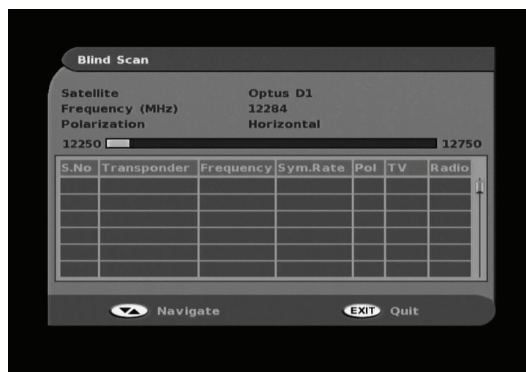 Blind Scan
Satellite Optus D1
Frequency (MHz) 12284
Polarization Horizontal
12250 12750
S.No Transponder Frequency Sym.Rate Pol TV Radio
Navigate EXIT Quit